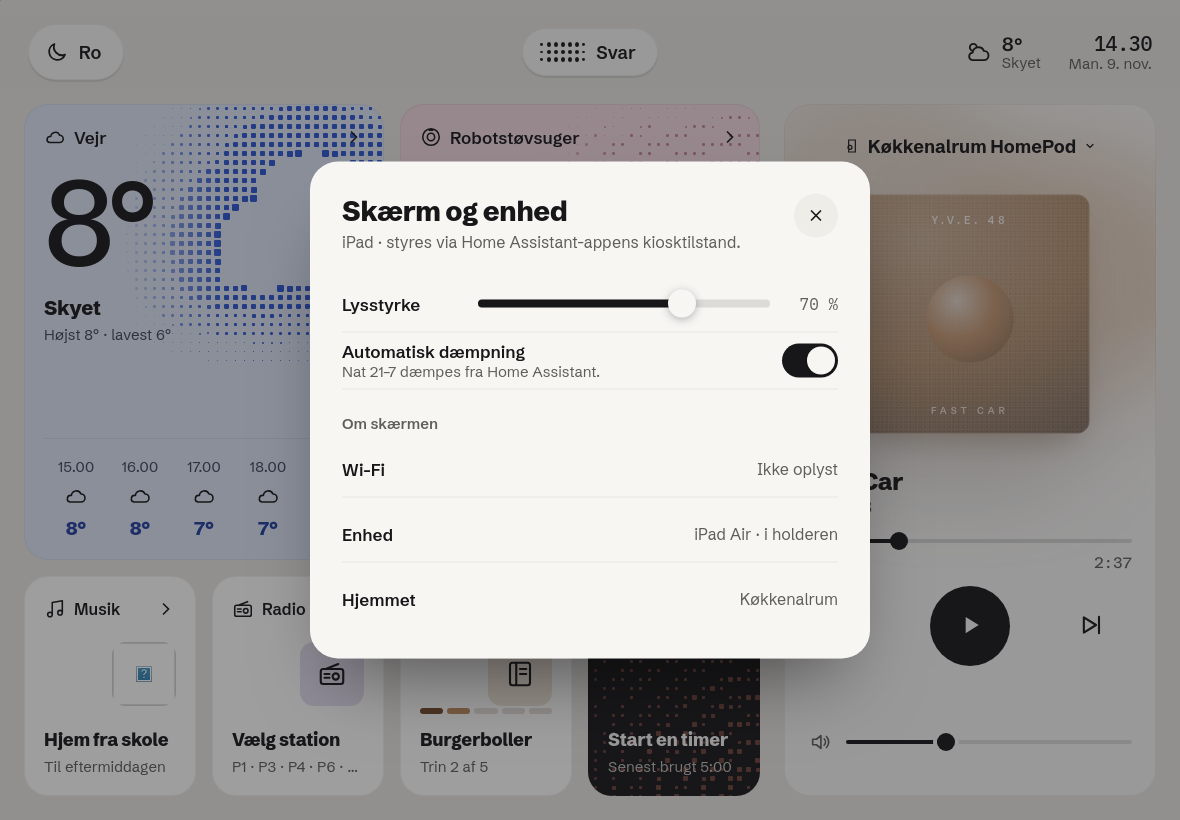 Ro
Svar
8°
Skyet
14.30
Man. 9. nov.
Vejr
8°
Skyet
Højst 8° · lavest 6°
15.00 16.00 17.00 18.00
8° 8° 7° 7°
Robotstøvsuger
Køkkenalrum HomePod
Y.V.E. 48
FAST CAR
Car
2:37
Skærm og enhed
iPad · styres via Home Assistant-appens kiosktilstand.
Lysstyrke
70 %
Automatisk dæmpning
Nat 21-7 dæmpes fra Home Assistant.
Om skærmen
Wi-Fi
Ikke oplyst
Enhed
iPad Air · i holderen
Hjemmet
Køkkenalrum
Musik
Hjem fra skole
Til eftermiddagen
Radio
Vælg station
P1 · P3 · P4 · P6 · ...
Burgerboller
Trin 2 af 5
Start en timer
Senest brugt 5:00